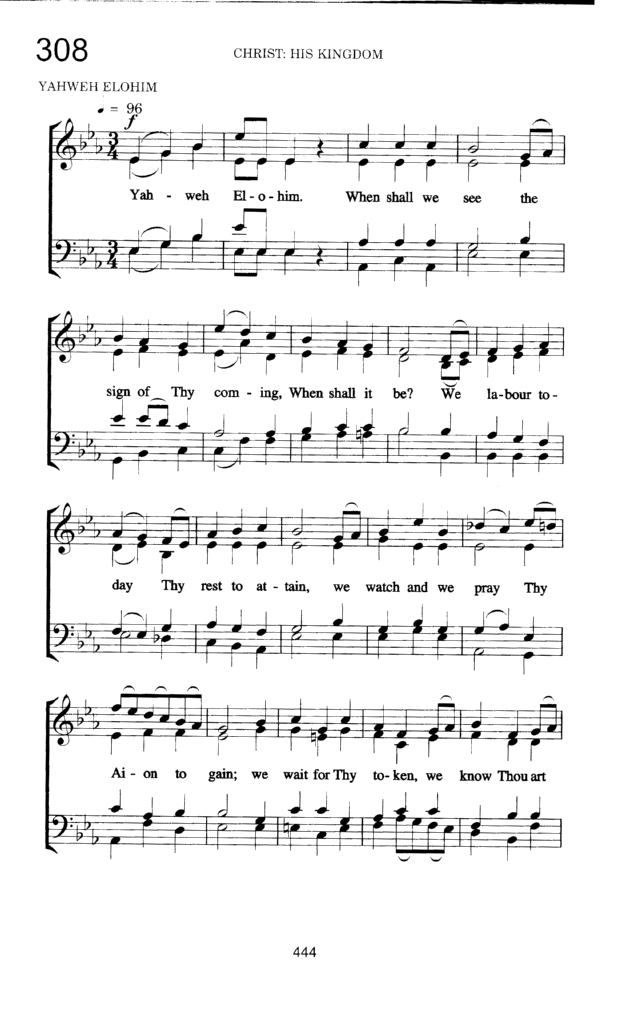 308
CHRIST: HIS KINGDOM
YAHWEH ELOHIM
♩ = 96
f
3 4
Yah - weh El - o - him. When shall we see the
3 4
sign of Thy com - ing, When shall it be? We la-bour to-
day Thy rest to at - tain, we watch and we pray Thy
Ai - on to gain; we wait for Thy to-ken, we know Thou art
444